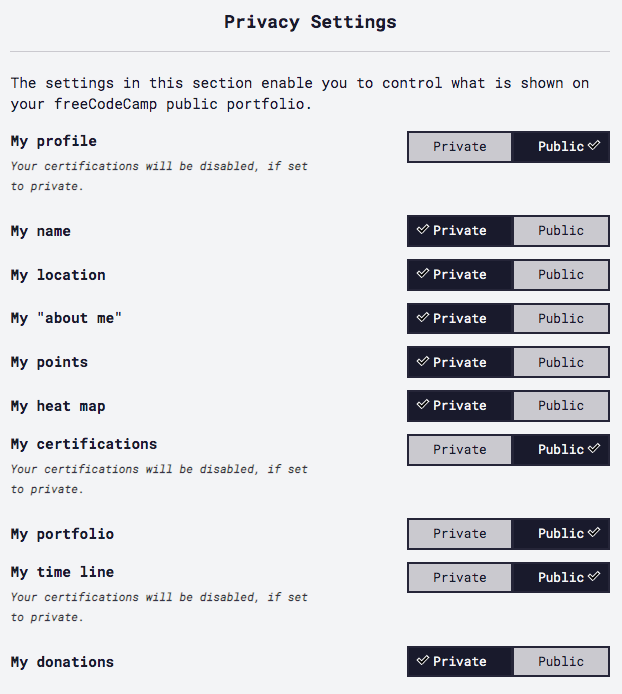 Privacy Settings
The settings in this section enable you to control what is shown on
your freeCodeCamp public portfolio.
My profile
Your certifications will be disabled, if set
to private.
Private Public
My name
Private Public
My location
Private Public
My "about me"
Private Public
My points
Private Public
My heat map
Private Public
My certifications
Your certifications will be disabled, if set
to private.
Private Public
My portfolio
Private Public
My time line
Your certifications will be disabled, if set
to private.
Private Public
My donations
Private Public